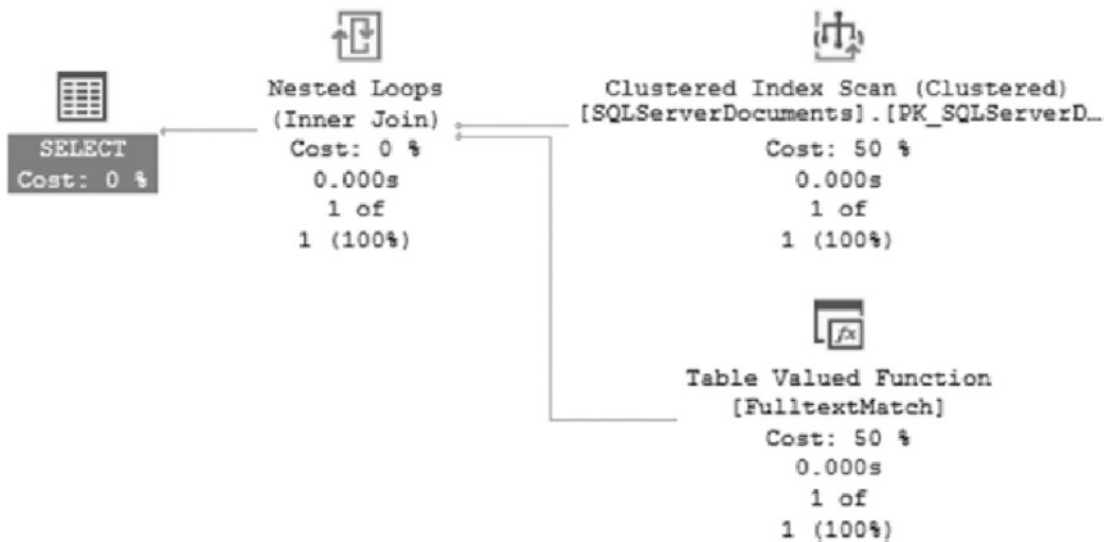 SELECT
Cost: 0 %
Nested Loops
(Inner Join)
Cost: 0 %
0.000s
1 of
1 (100%)
Clustered Index Scan (Clustered)
[SQLServerDocuments].[PK_SQLServerD…
Cost: 50 %
0.000s
1 of
1 (100%)
fx
Table Valued Function
[FulltextMatch]
Cost: 50 %
0.000s
1 of
1 (100%)